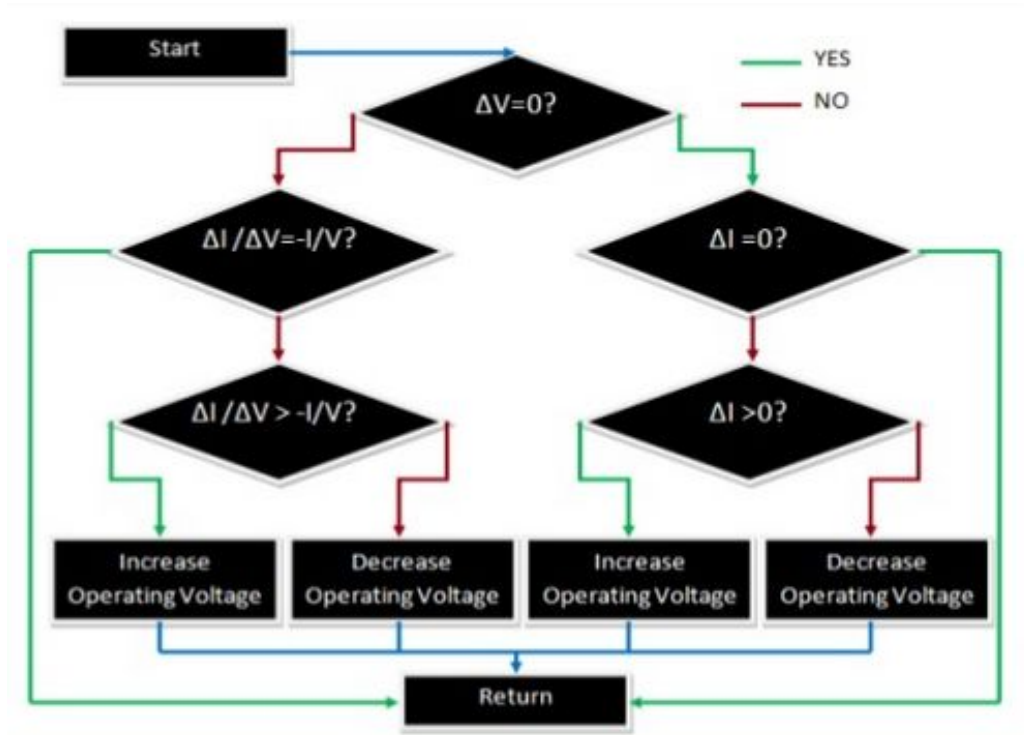 Start
YES
NO
ΔV=0?
ΔI /ΔV=-I/V?
ΔI =0?
ΔI /ΔV > -I/V?
ΔI >0?
Increase
Operating Voltage
Decrease
Operating Voltage
Increase
Operating Voltage
Decrease
Operating Voltage
Return